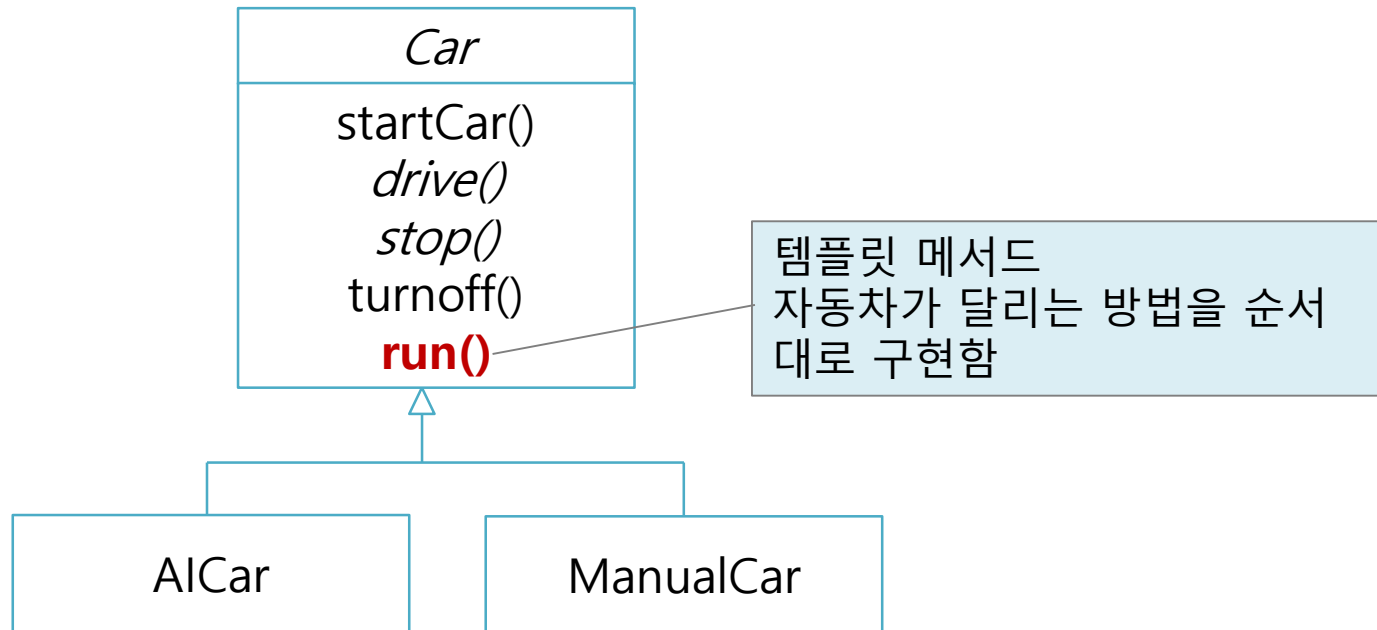 Car
startCar()
drive()
stop()
turnoff()
run()
템플릿 메서드
자동차가 달리는 방법을 순서
대로 구현함
AICar
ManualCar